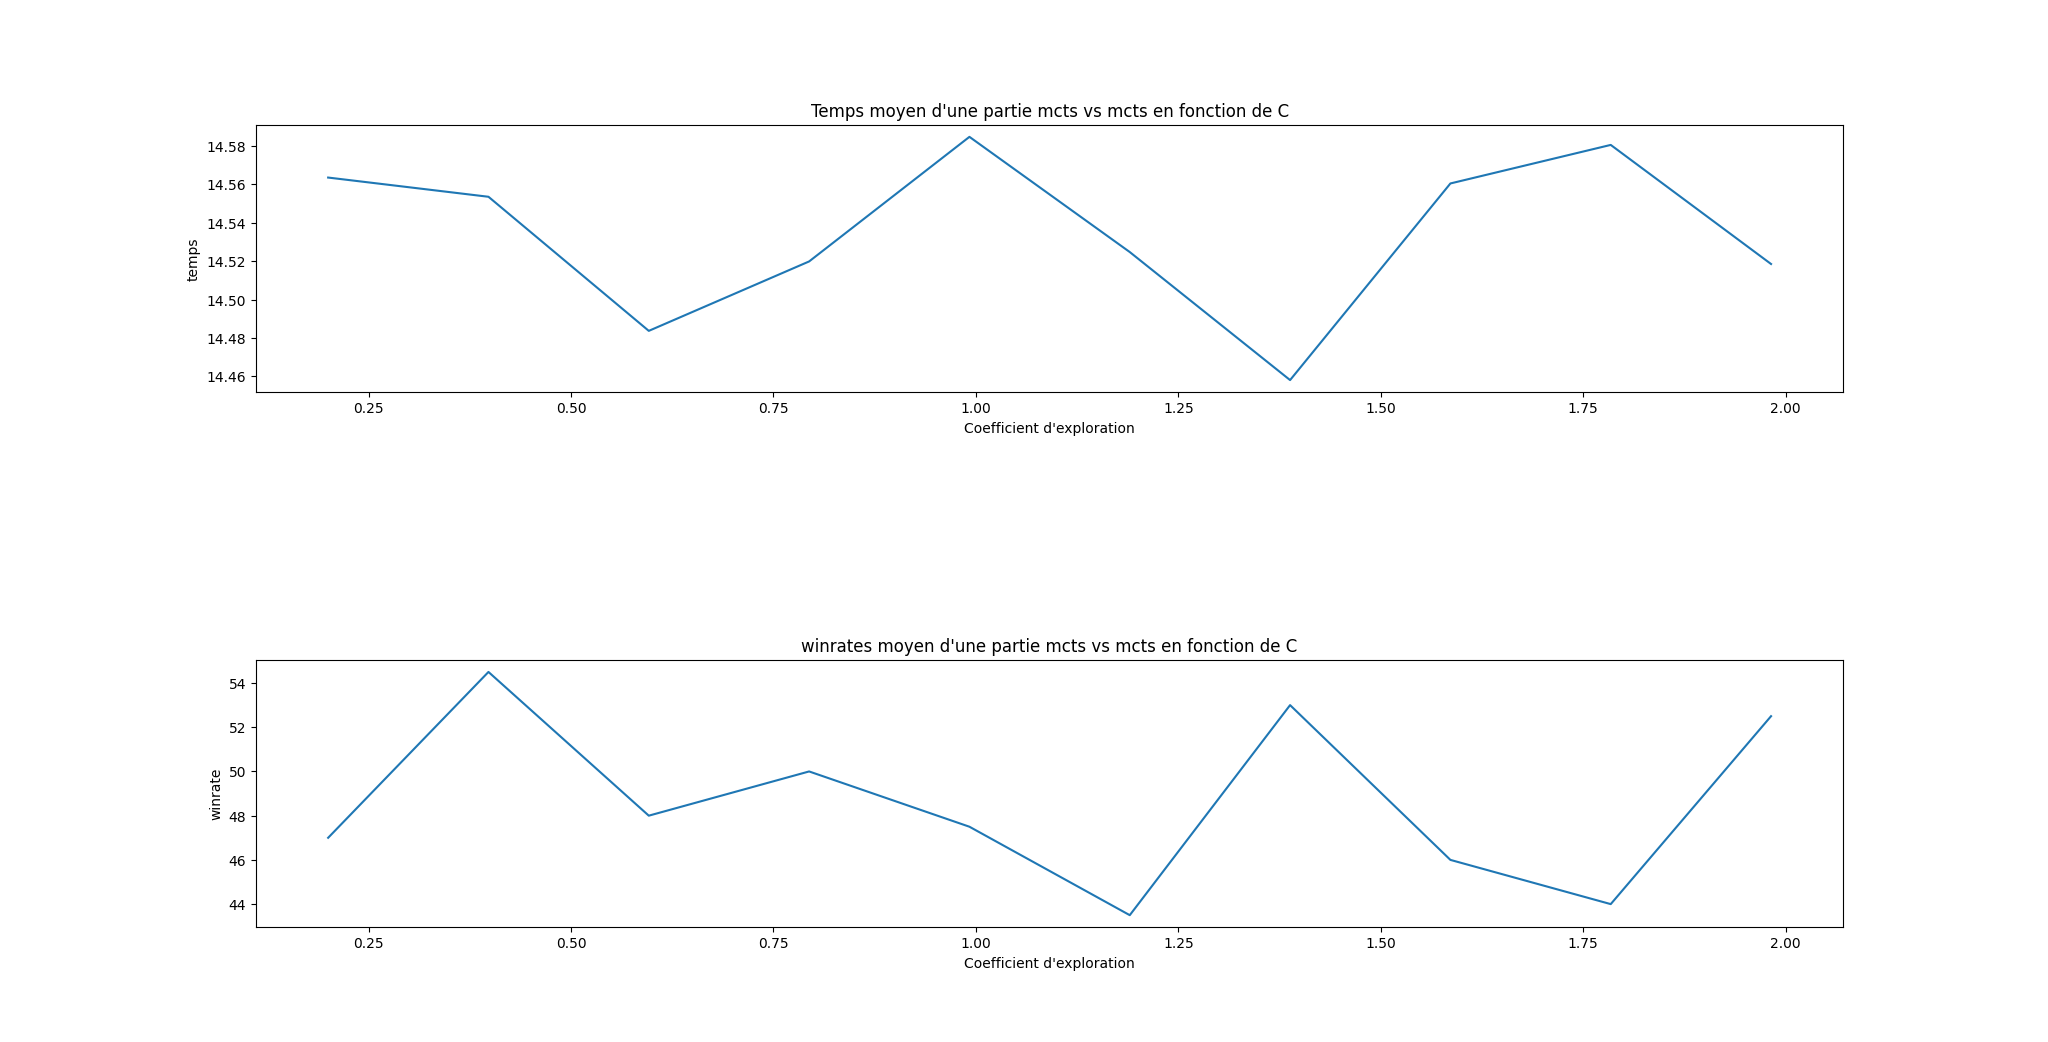 Temps moyen d'une partie mcts vs mcts en fonction de C
temps
14.58
14.56
14.54
14.52
14.50
14.48
14.46
0.25 0.50 0.75 1.00 1.25 1.50 1.75 2.00
Coefficient d'exploration
winrates moyen d'une partie mcts vs mcts en fonction de C
winrate
54
52
50
48
46
44
0.25 0.50 0.75 1.00 1.25 1.50 1.75 2.00
Coefficient d'exploration